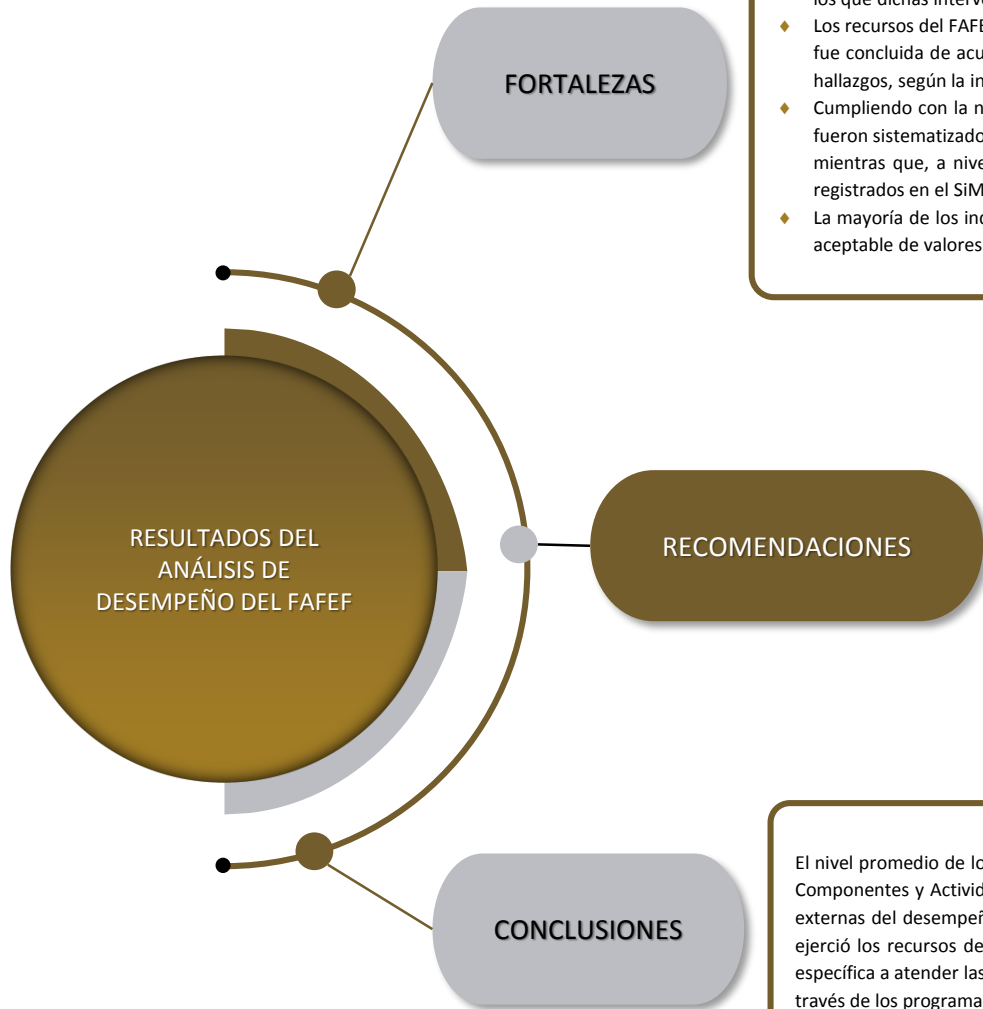 los que dichas interv
Los recursos del FAFE
fue concluida de acu
hallazgos, según la in
Cumpliendo con la n
fueron sistematizado
mientras que, a nive
registrados en el SiM
La mayoría de los ind
aceptable de valores
FORTALEZAS
RESULTADOS DEL
ANÁLISIS DE
DESEMPEÑO DEL FAFEF
RECOMENDACIONES
CONCLUSIONES
El nivel promedio de lo
Componentes y Activid
externas del desempeñ
ejerció los recursos de
específica a atender las
través de los programa